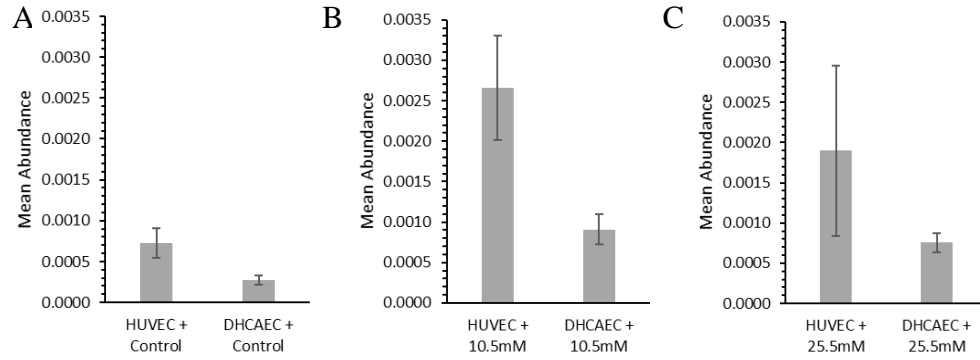 A
Mean Abundance
0.0035
0.0030
0.0025
0.0020
0.0015
0.0010
0.0005
0.0000
HUVEC +
Control
DHCAEC +
Control
B
Mean Abundance
0.0035
0.0030
0.0025
0.0020
0.0015
0.0010
0.0005
0.0000
HUVEC +
10.5mM
DHCAEC +
10.5mM
C
Mean Abundance
0.0035
0.0030
0.0025
0.0020
0.0015
0.0010
0.0005
0.0000
HUVEC +
25.5mM
DHCAEC +
25.5mM